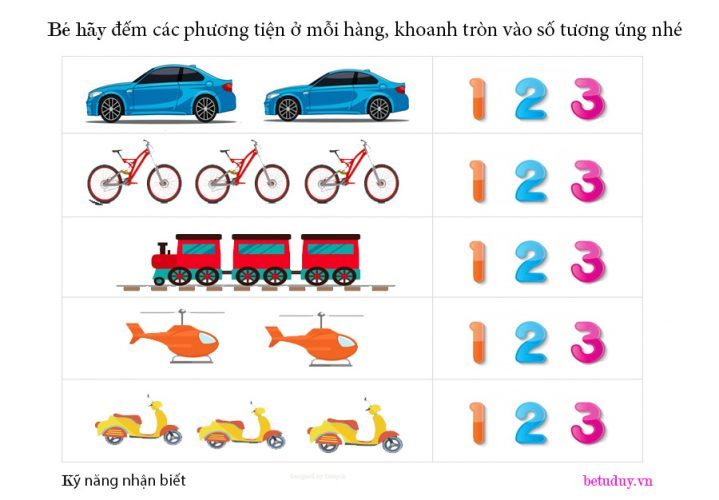 Bé hãy đếm các phương tiện ở mỗi hàng, khoanh tròn vào số tương ứng nhé
1 2 3
1 2 3
1 2 3
1 2 3
1 2 3
Kỹ năng nhận biết
betuduy.vn